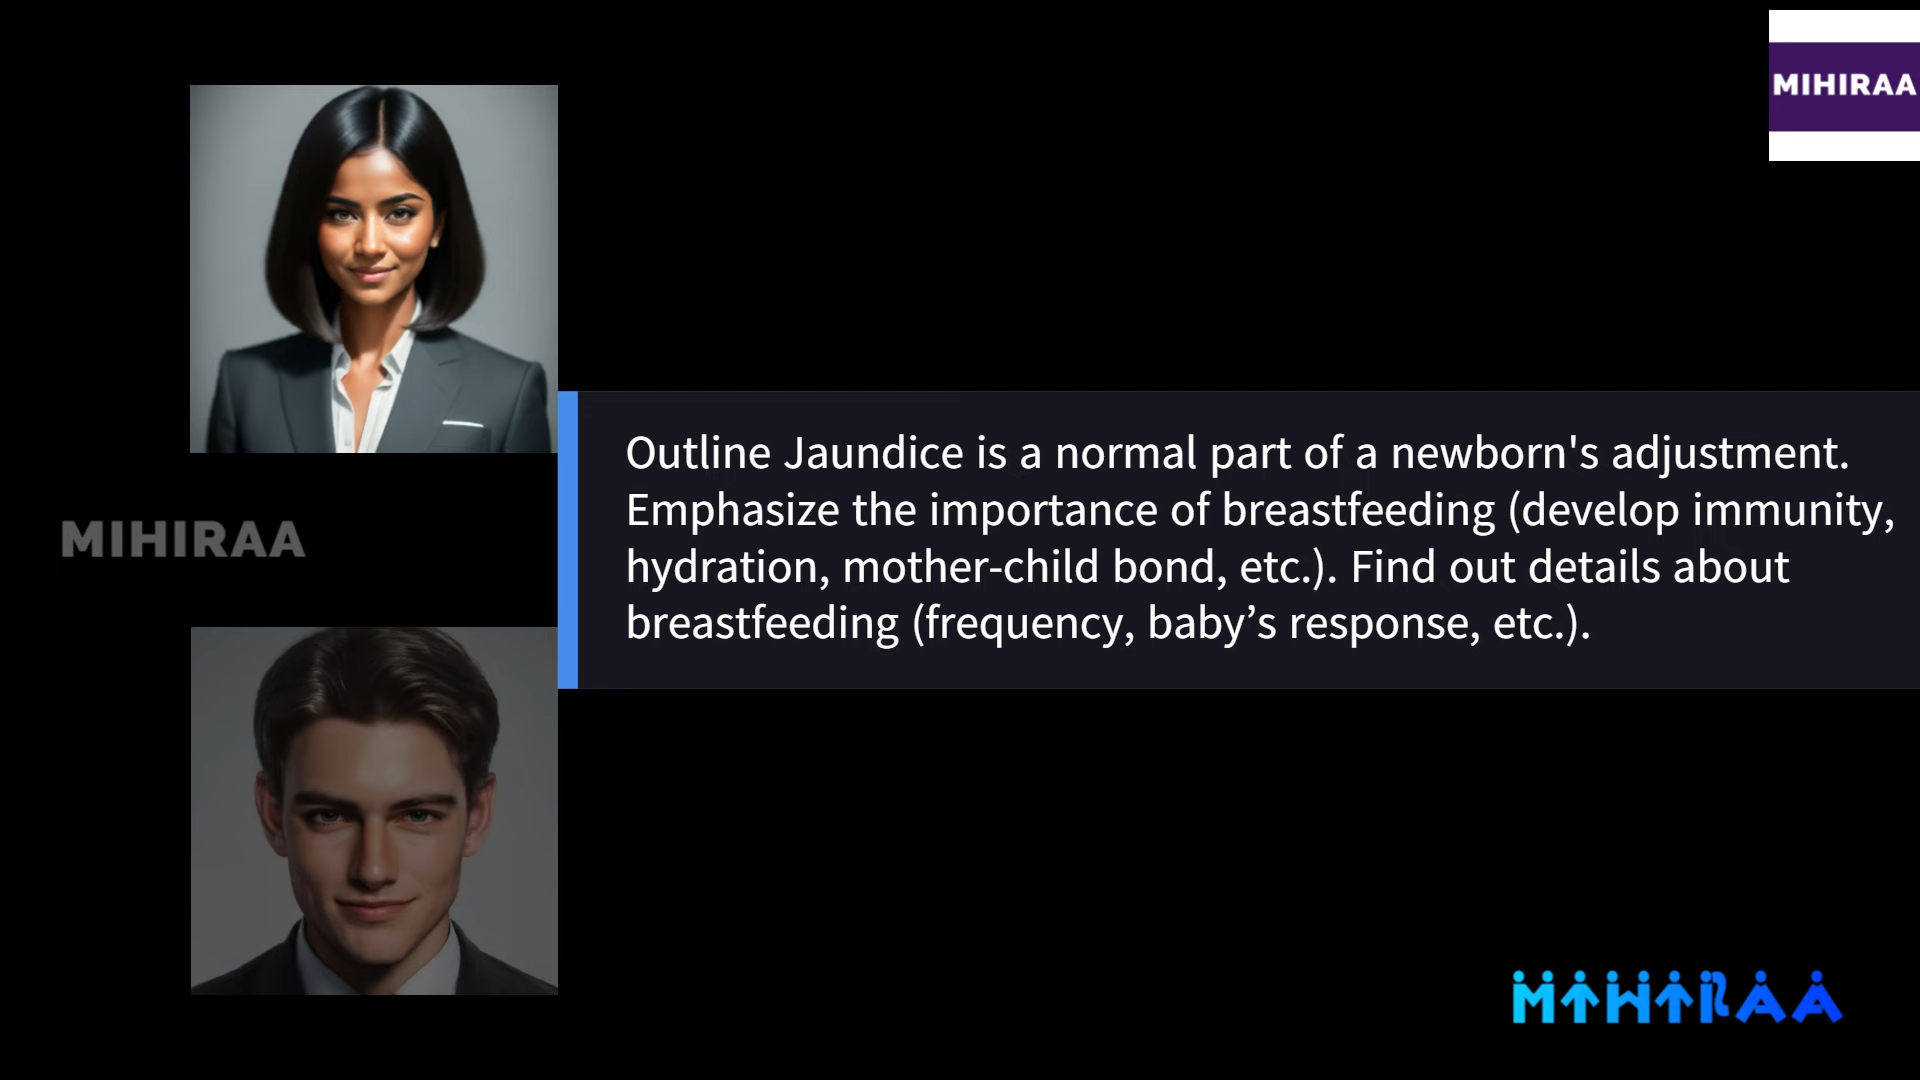 MIHIRAA
Outline Jaundice is a normal part of a newborn's adjustment.
Emphasize the importance of breastfeeding (develop immunity,
hydration, mother-child bond, etc.). Find out details about
breastfeeding (frequency, baby’s response, etc.).
MIHIRAA
MIHIRAA